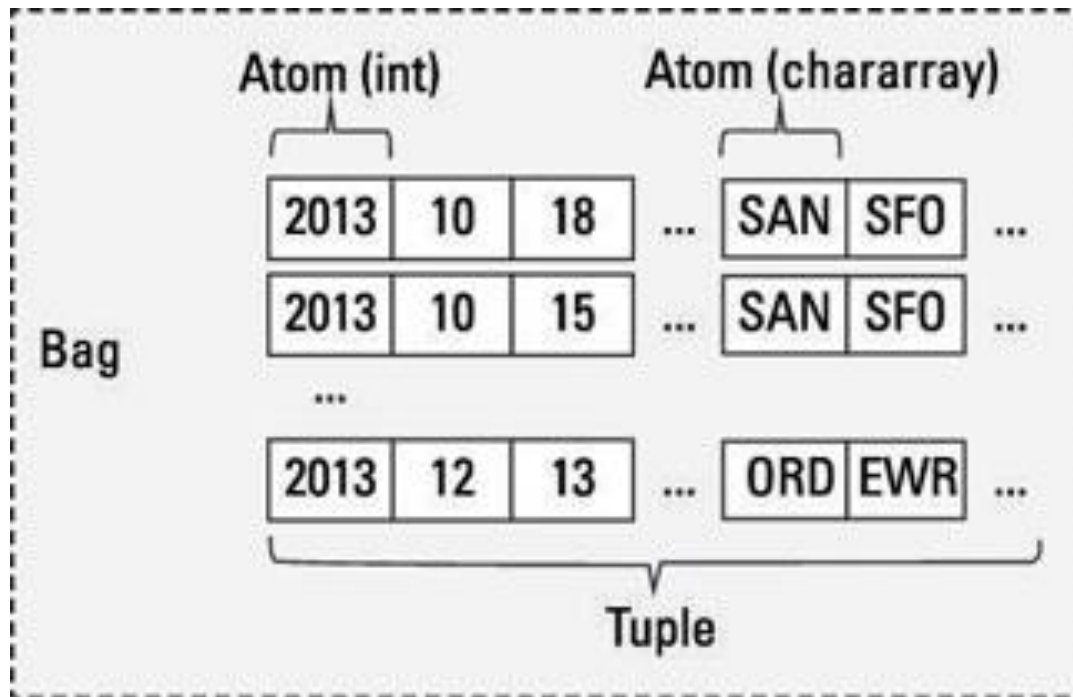 Atom (int) Atom (chararray)
2013 10 18 ... SAN SFO ...
2013 10 15 ... SAN SFO ...
Bag
...
2013 12 13 ... ORD EWR ...
Tuple